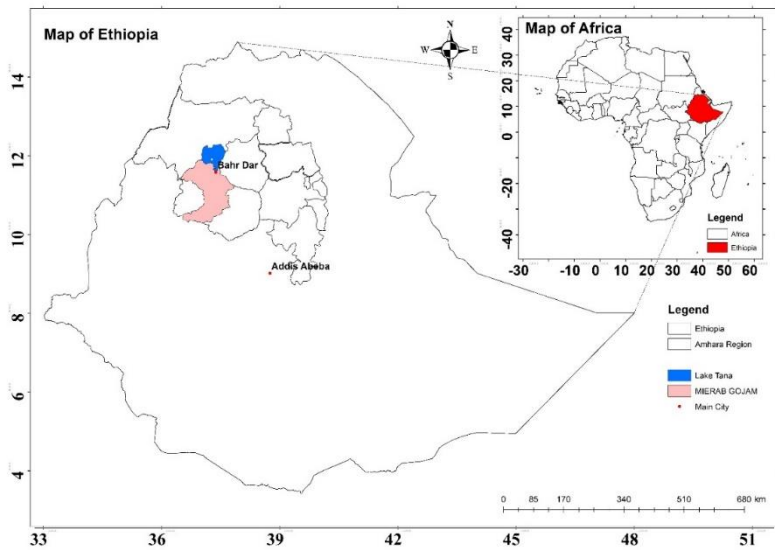 Map of Ethiopia
N
W E
S
Map of Africa
14
12
10
8
6
4
33
36
39
42
45
48
51
Bahr Dar
Addis Abeba
40
30
20
10
0
-20
-40
-30
-20
-10
0
10
20
30
40
50
60
Legend
Africa
Ethiopia
Legend
Ethiopia
Amhara Region
Lake Tana
MIERAB GOJAM
Main City
0 85 170 340 510 680 km